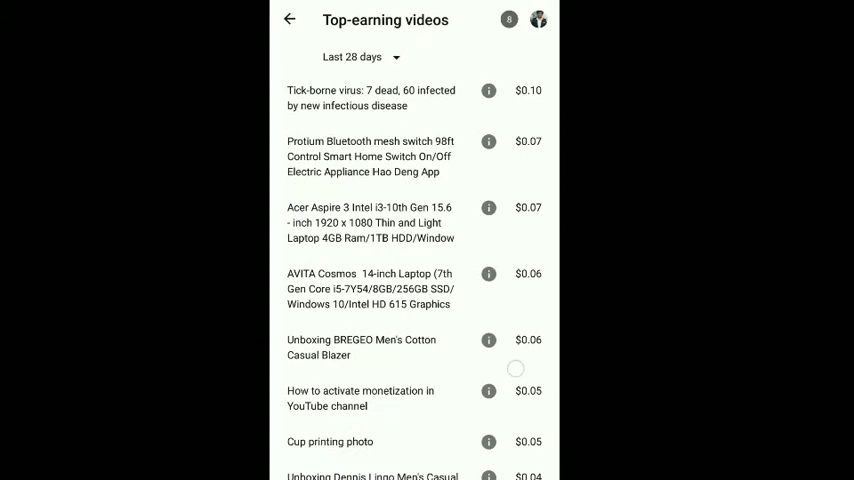 Top-earning videos
8
Last 28 days
Tick-borne virus: 7 dead, 60 infected
by new infectious disease
$0.10
Protium Bluetooth mesh switch 98ft
Control Smart Home Switch On/Off
Electric Appliance Hao Deng App
$0.07
Acer Aspire 3 Intel i3-10th Gen 15.6
- inch 1920 x 1080 Thin and Light
Laptop 4GB Ram/1TB HDD/Window
$0.07
AVITA Cosmos 14-inch Laptop (7th
Gen Core i5-7Y54/8GB/256GB SSD/
Windows 10/Intel HD 615 Graphics
$0.06
Unboxing BREGEO Men's Cotton
Casual Blazer
$0.06
How to activate monetization in
YouTube channel
$0.05
Cup printing photo
$0.05
Unboxing Dennis Lingo Men's Casual
$0.04